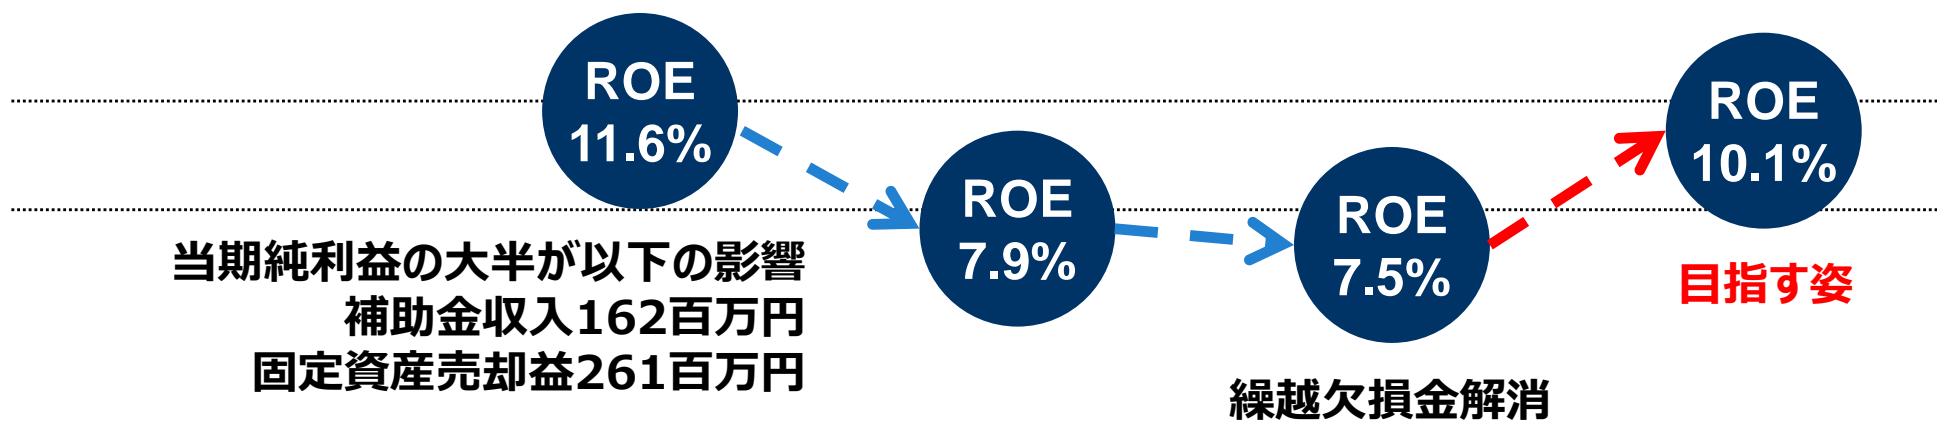 ROE
11.6%
当期純利益の大半が以下の影響
補助金収入162百万円
固定資産売却益261百万円
ROE
7.9%
ROE
7.5%
繰越欠損金解消
ROE
10.1%
目指す姿